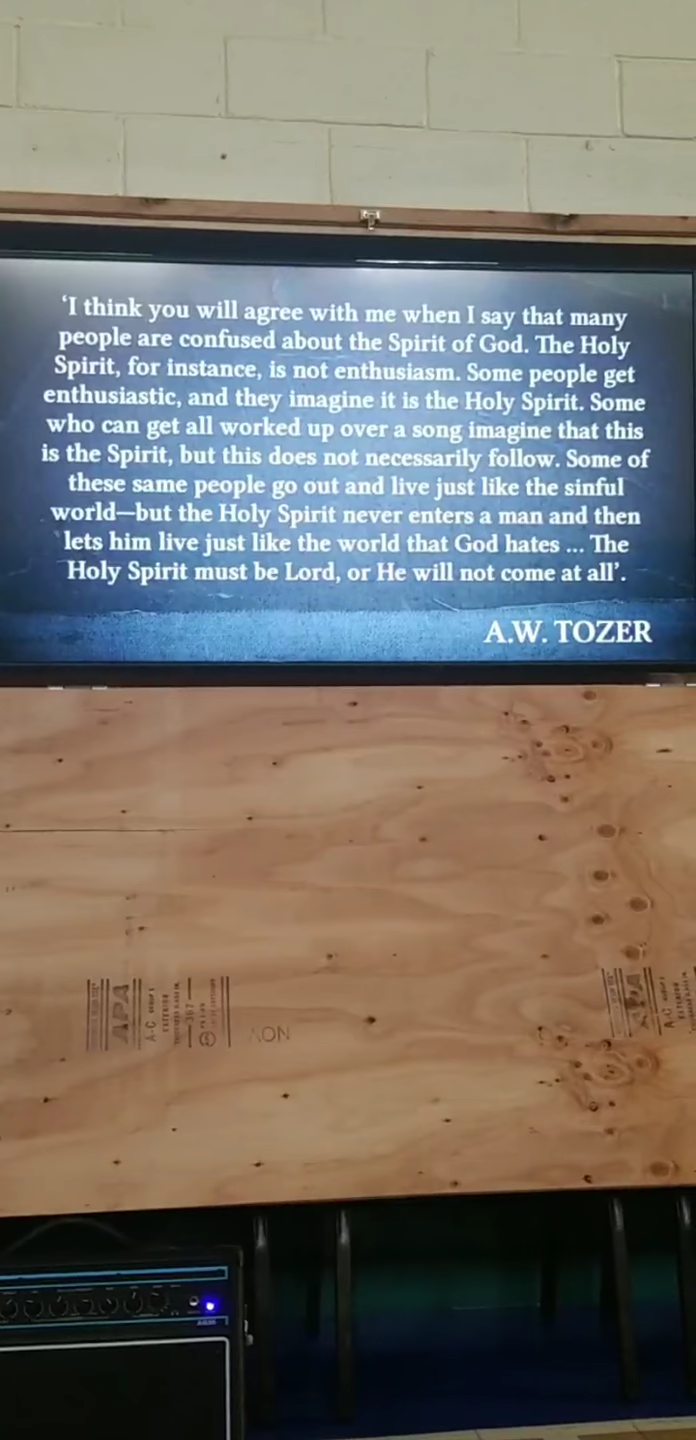 ‘I think you will agree with me when I say that many
people are confused about the Spirit of God. The Holy
Spirit, for instance, is not enthusiasm. Some people get
enthusiastic, and they imagine it is the Holy Spirit. Some
who can get all worked up over a song imagine that this
is the Spirit, but this does not necessarily follow. Some of
these same people go out and live just like the sinful
world—but the Holy Spirit never enters a man and then
lets him live just like the world that God hates ... The
Holy Spirit must be Lord, or He will not come at all’.
A.W. TOZER
APA
A-C
EXTERIOR
367
APA
A-C